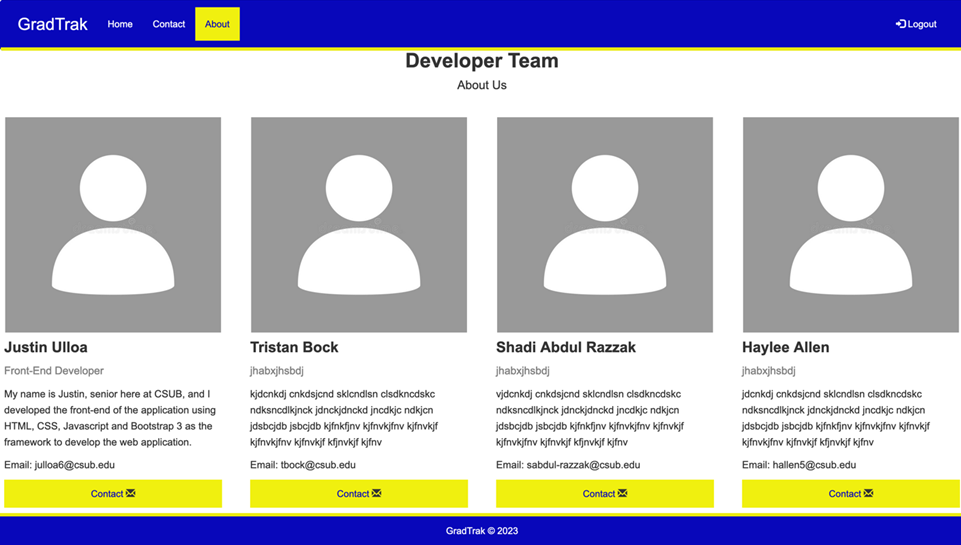 GradTrak Home Contact About Logout
Developer Team
About Us
Justin Ulloa
Front-End Developer
My name is Justin, senior here at CSUB, and I
developed the front-end of the application using
HTML, CSS, Javascript and Bootstrap 3 as the
framework to develop the web application.
Email: julloa6@csub.edu
Contact
Tristan Bock
jhabxjhsbdj
kjdcnkdj cnkdsjcnd sklcndlsn clsdkncdskc
ndksncdlkjnck jdnckjdnckd jncdkjc ndkjcn
jdsbcjdb jsbcjdb kjfnkfjnv kjfnvkjfnv kjfnvkjf
kjfnvkjfnv kjfnvkjf kfjnvkjf kjfnv
Email: tbock@csub.edu
Contact
Shadi Abdul Razzak
jhabxjhsbdj
vjdcnkdj cnkdsjcnd sklcndlsn clsdkncdskc
ndksncdlkjnck jdnckjdnckd jncdkjc ndkjcn
jdsbcjdb jsbcjdb kjfnkfjnv kjfnvkjfnv kjfnvkjf
kjfnvkjfnv kjfnvkjf kfjnvkjf kjfnv
Email: sabdul-razzak@csub.edu
Contact
Haylee Allen
jhabxjhsbdj
jdcnkdj cnkdsjcnd sklcndlsn clsdkncdskc
ndksncdlkjnck jdnckjdnckd jncdkjc ndkjcn
jdsbcjdb jsbcjdb kjfnkfjnv kjfnvkjfnv kjfnvkjf
kjfnvkjfnv kjfnvkjf kfjnvkjf kjfnv
Email: hallen5@csub.edu
Contact
GradTrak © 2023